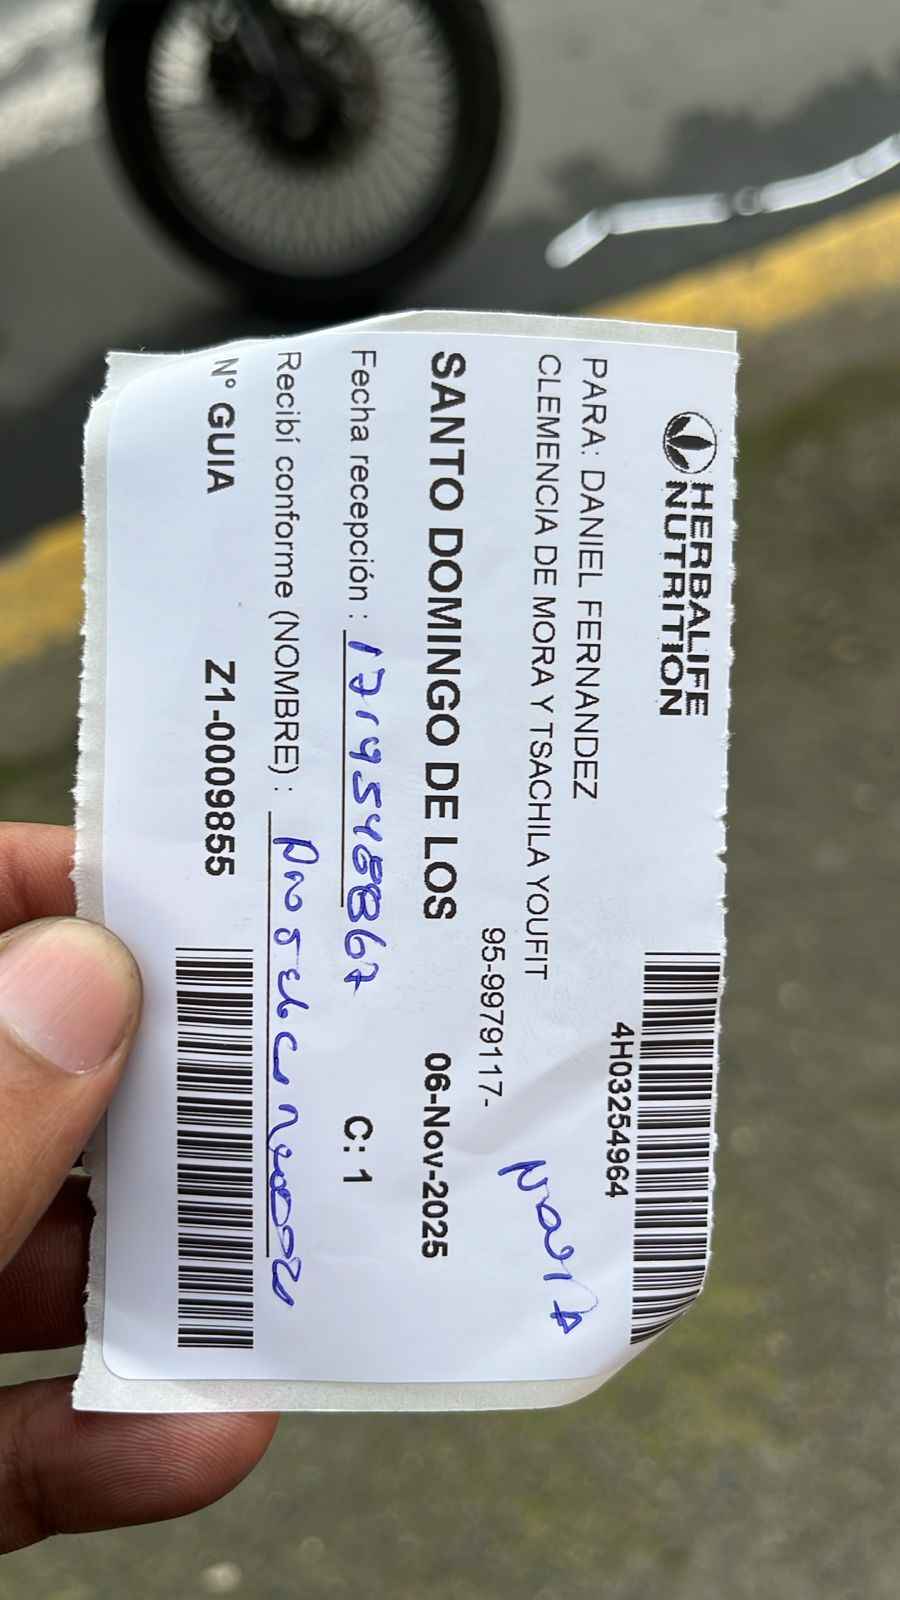 HERBALIFE
NUTRITION
4H03254964
PARA: DANIEL FERNANDEZ
CLEMENCIA DE MORA Y TSACHILA YOUFIT
95-9979117-
SANTO DOMINGO DE LOS 06-Nov-2025
Fecha recepción : C: 1
Recibí conforme (NOMBRE) :
N° GUIA Z1-0009855